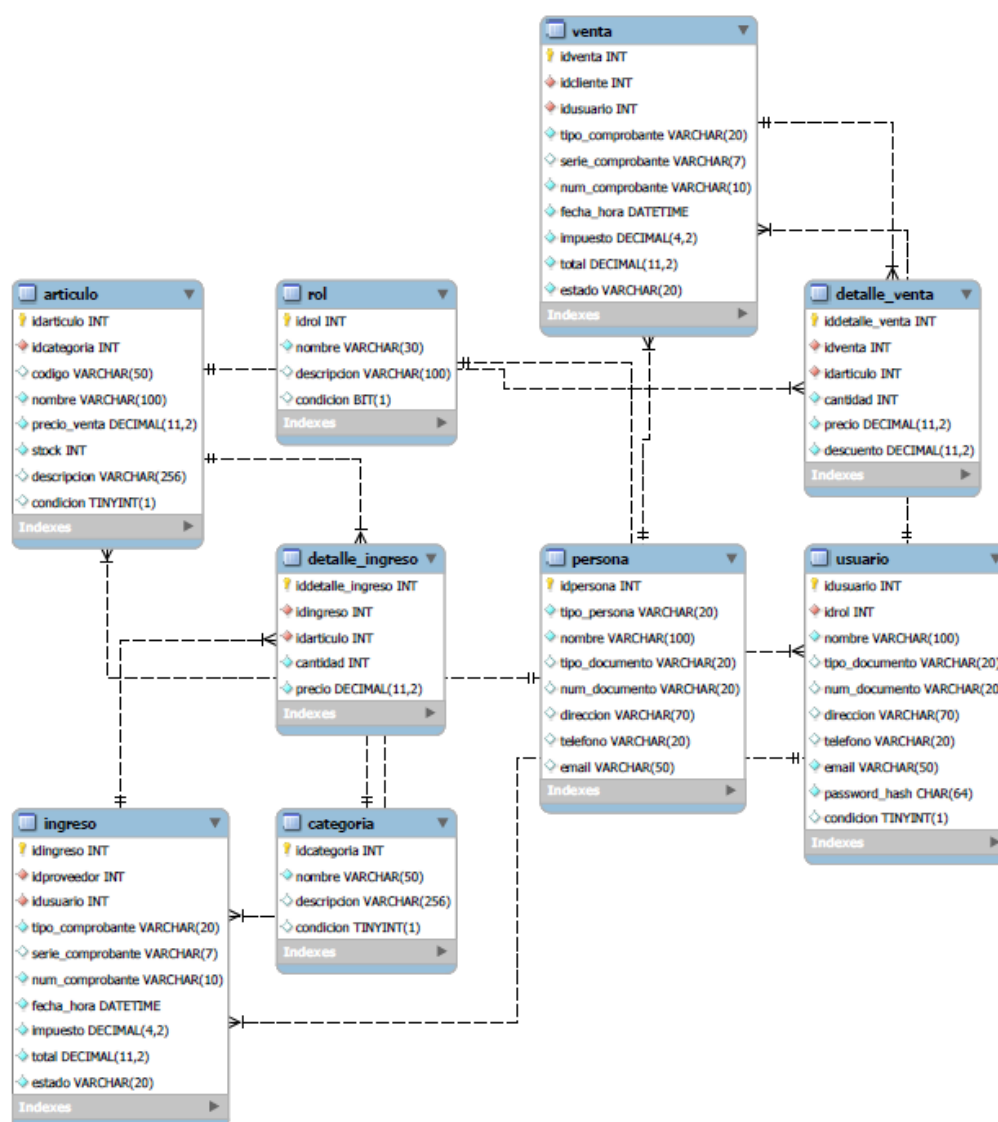 venta
idventa INT
idcliente INT
idusuario INT
tipo_comprobante VARCHAR(20)
serie_comprobante VARCHAR(7)
num_comprobante VARCHAR(10)
fecha_hora DATETIME
impuesto DECIMAL(4,2)
total DECIMAL(11,2)
estado VARCHAR(20)
Indexes
articulo
idarticulo INT
idcategoria INT
codigo VARCHAR(50)
nombre VARCHAR(100)
precio_venta DECIMAL(11,2)
stock INT
descripcion VARCHAR(256)
condicion TINYINT(1)
Indexes
rol
idrol INT
nombre VARCHAR(30)
descripcion VARCHAR(100)
condicion BIT(1)
Indexes
detalle_venta
iddetalle_venta INT
idventa INT
idarticulo INT
cantidad INT
precio DECIMAL(11,2)
descuento DECIMAL(11,2)
Indexes
detalle_ingreso
iddetalle_ingreso INT
idingreso INT
idarticulo INT
cantidad INT
precio DECIMAL(11,2)
Indexes
persona
idpersona INT
tipo_persona VARCHAR(20)
nombre VARCHAR(100)
tipo_documento VARCHAR(20)
num_documento VARCHAR(20)
direccion VARCHAR(70)
telefono VARCHAR(20)
email VARCHAR(50)
Indexes
usuario
idusuario INT
idrol INT
nombre VARCHAR(100)
tipo_documento VARCHAR(20)
num_documento VARCHAR(20
direccion VARCHAR(70)
telefono VARCHAR(20)
email VARCHAR(50)
password_hash CHAR(64)
condicion TINYINT(1)
Indexes
ingreso
idingreso INT
idproveedor INT
idusuario INT
tipo_comprobante VARCHAR(20)
serie_comprobante VARCHAR(7)
num_comprobante VARCHAR(10)
fecha_hora DATETIME
impuesto DECIMAL(4,2)
total DECIMAL(11,2)
estado VARCHAR(20)
Indexes
categoria
idcategoria INT
nombre VARCHAR(50)
descripcion VARCHAR(256)
condicion TINYINT(1)
Indexes